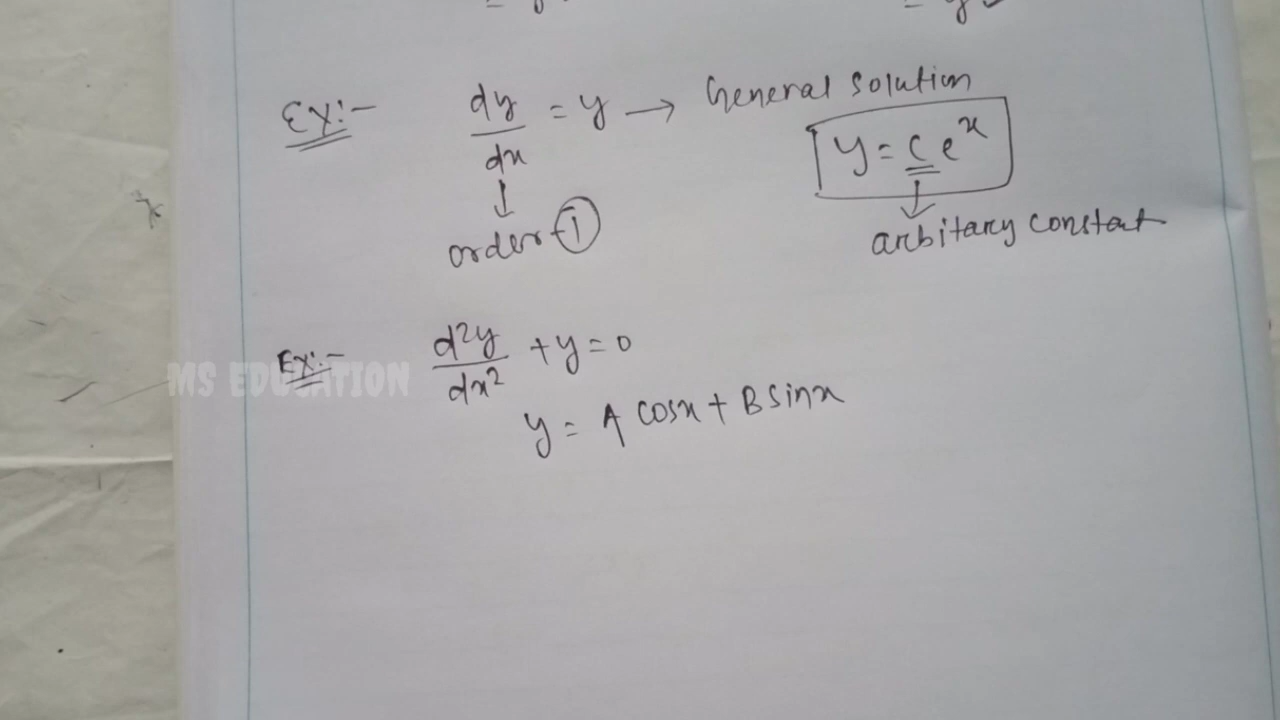 Ex:- dy/dx = y → General solution
y = c e^x
↓
order-①
↓
arbitary constant
Ex:- d²y/dx² + y = 0
y = A cosx + B sinx
MS EDUCATION